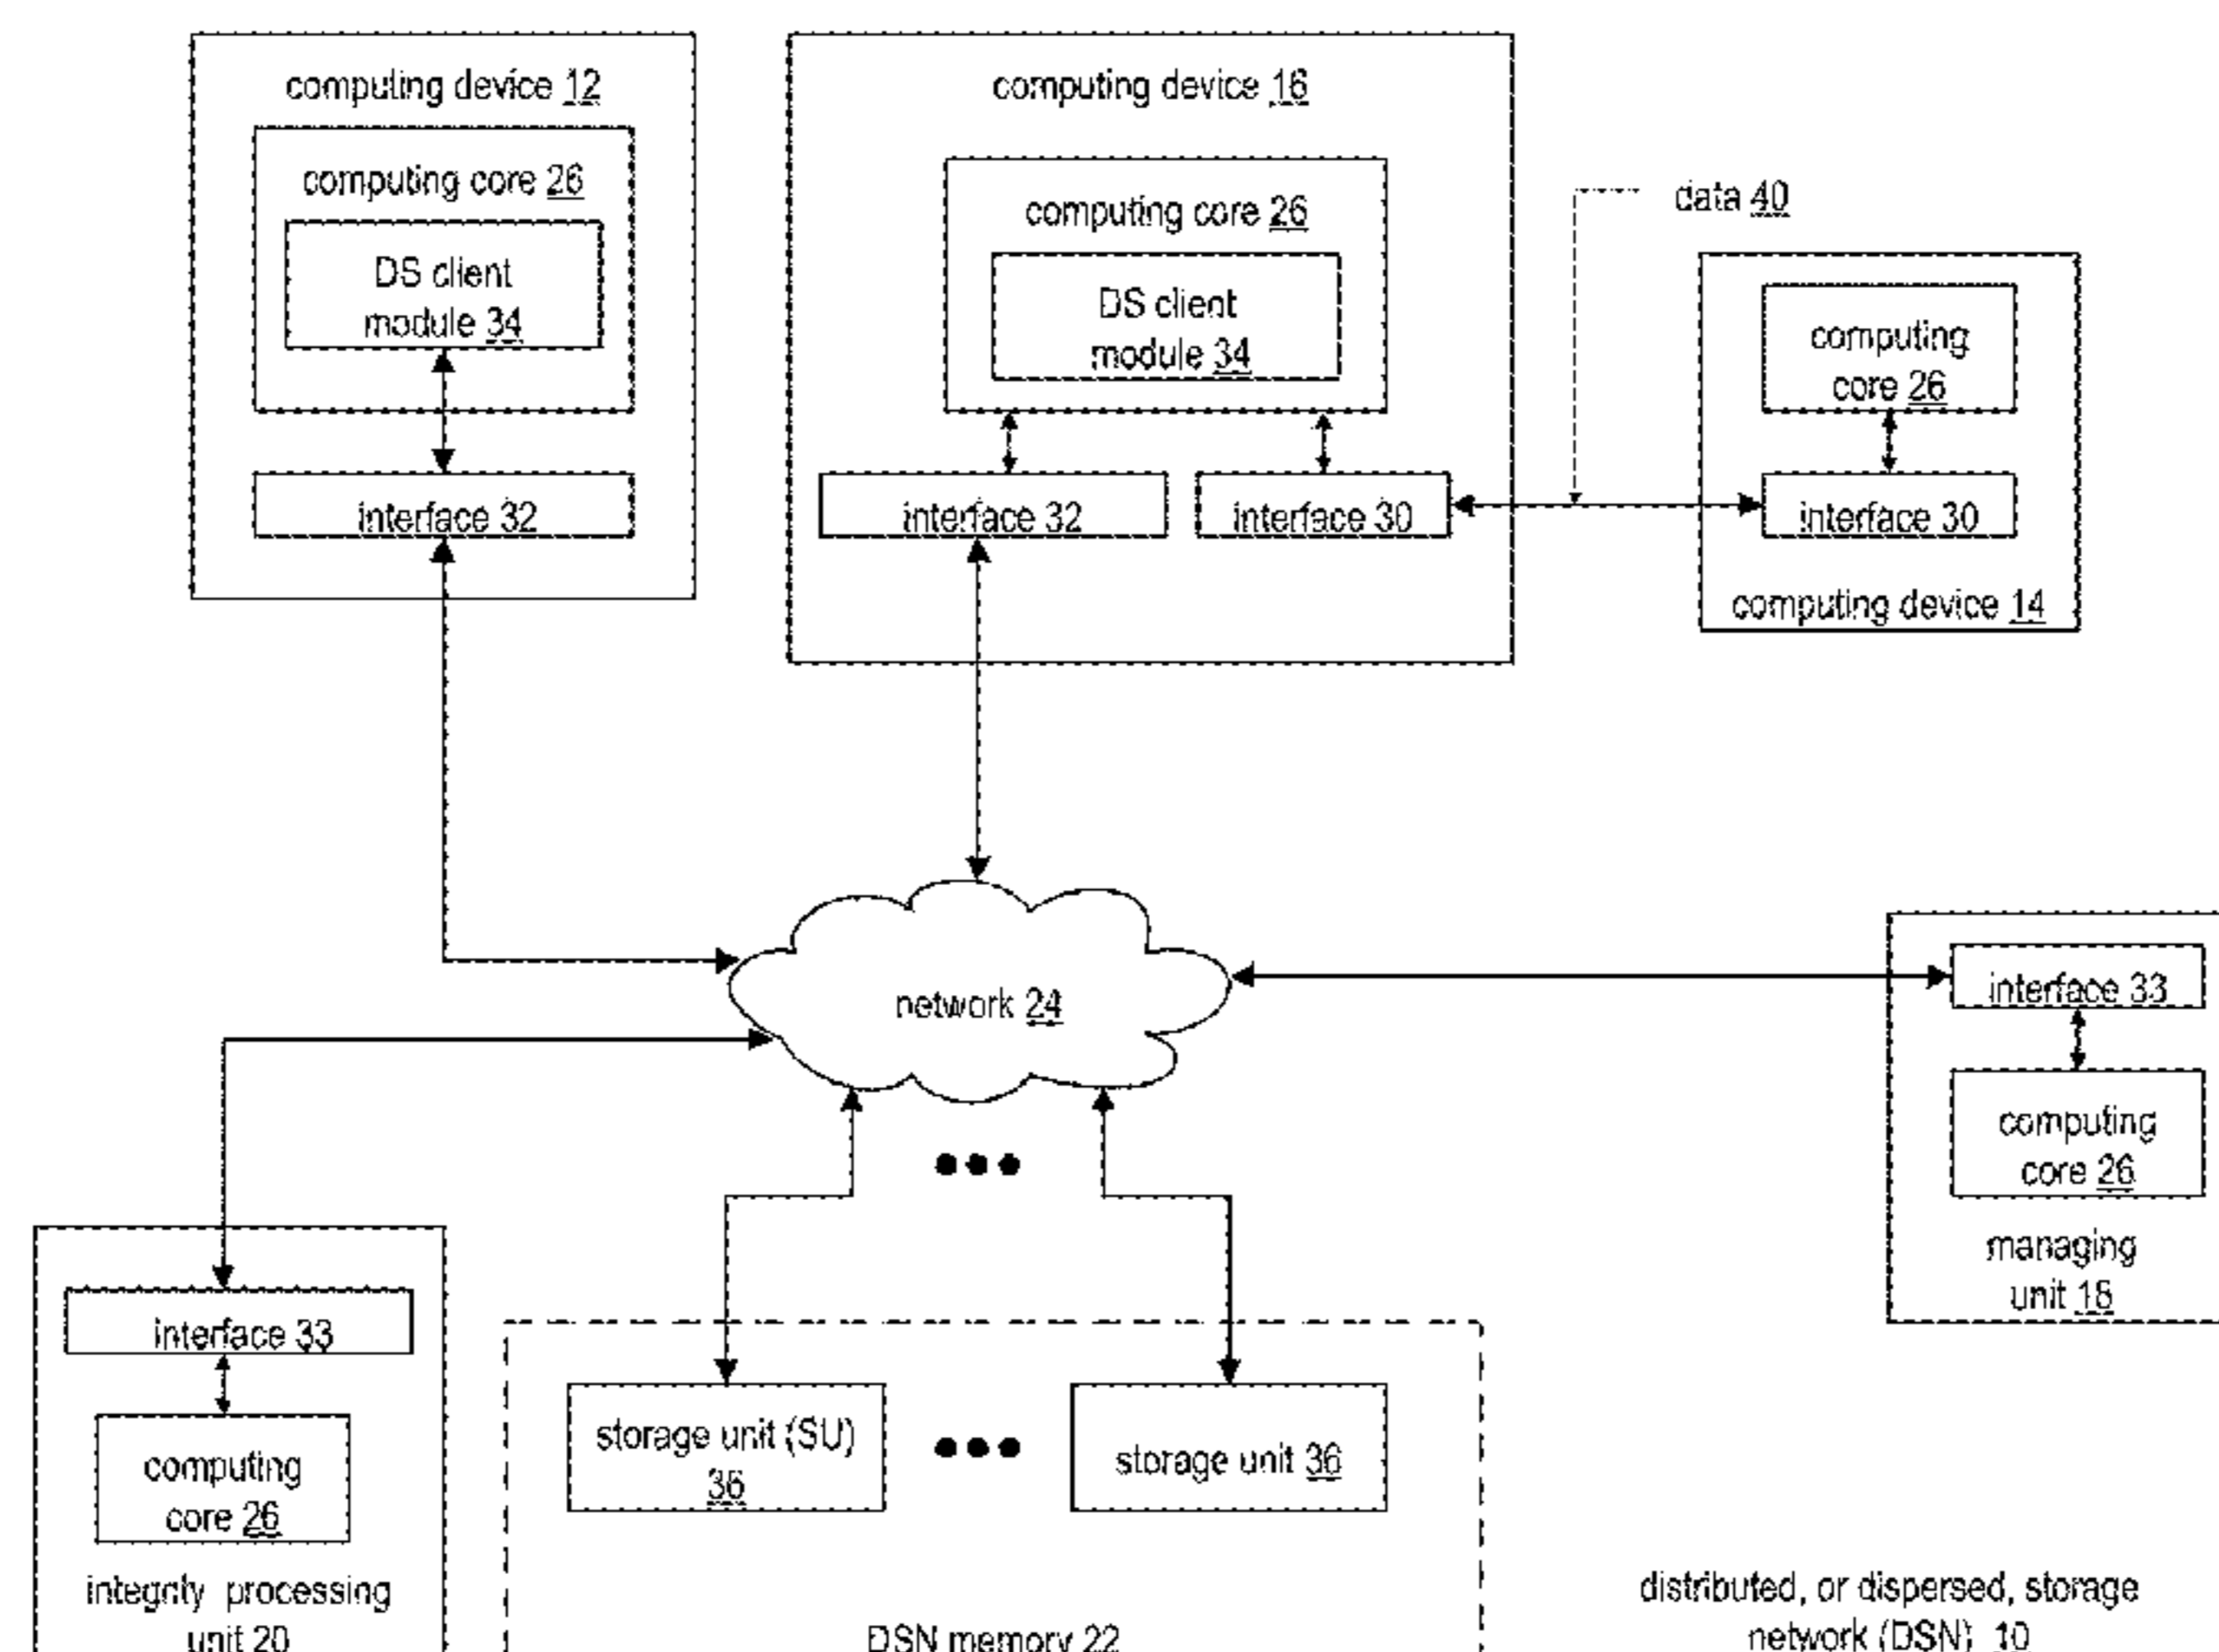 computing device 12
computing core 26
DS client
module 34
interface 32
computing device 16
computing core 26
DS client
module 34
interface 32
interface 30
data 40
computing
core 26
interface 30
computing device 14
network 24
interface 33
computing
core 26
managing
unit 18
interface 33
computing
core 26
integrity processing
unit 20
storage unit (SU)
36
storage unit 36
DSN memory 22
distributed, or dispersed, storage
network (DSN) 10